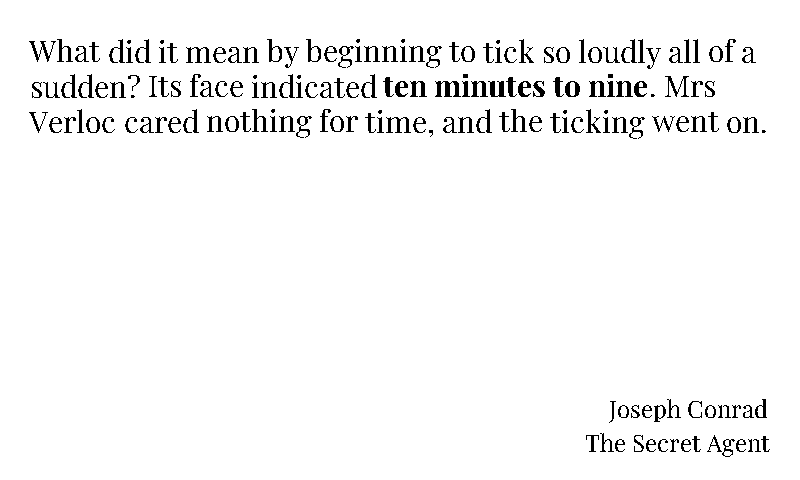 What did it mean by beginning to tick so loudly all of a
sudden? Its face indicated ten minutes to nine. Mrs
Verloc cared nothing for time, and the ticking went on.
Joseph Conrad
The Secret Agent